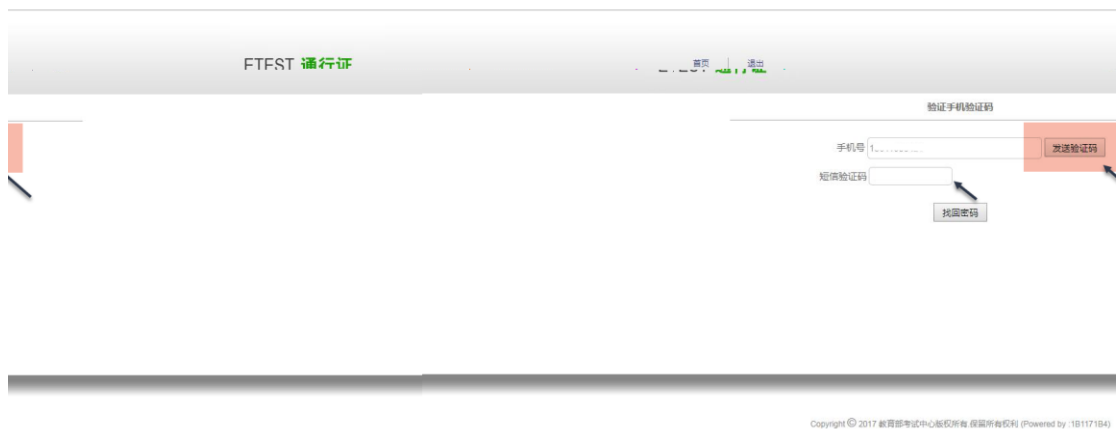 ETEST 通行证
首页 退出
验证手机验证码
手机号 发送验证码
短信验证码
找回密码
Copyright © 2017 教育部考试中心版权所有.保留所有权利 (Powered by :1B1171B4)